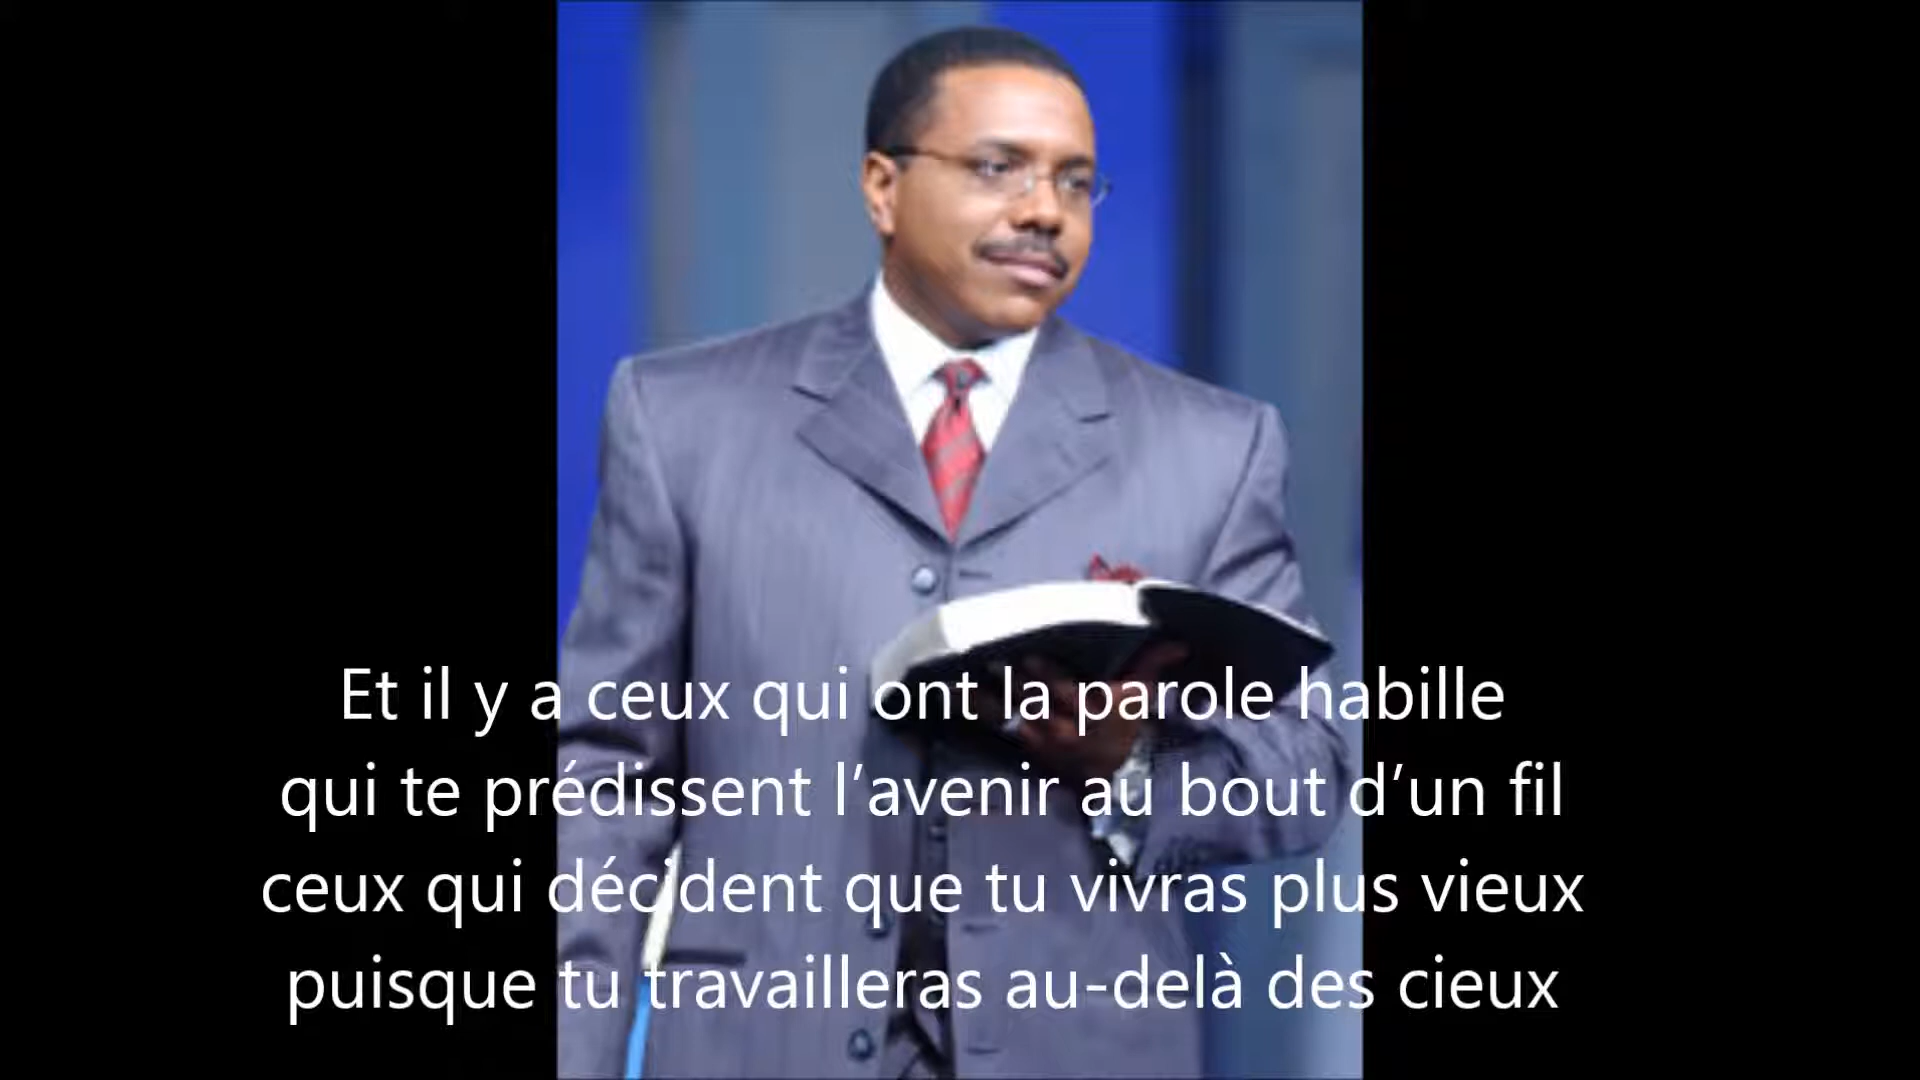 Et il y a ceux qui ont la parole habille
qui te prédissent l’avenir au bout d’un fil
ceux qui décident que tu vivras plus vieux
puisque tu travailleras au-delà des cieux